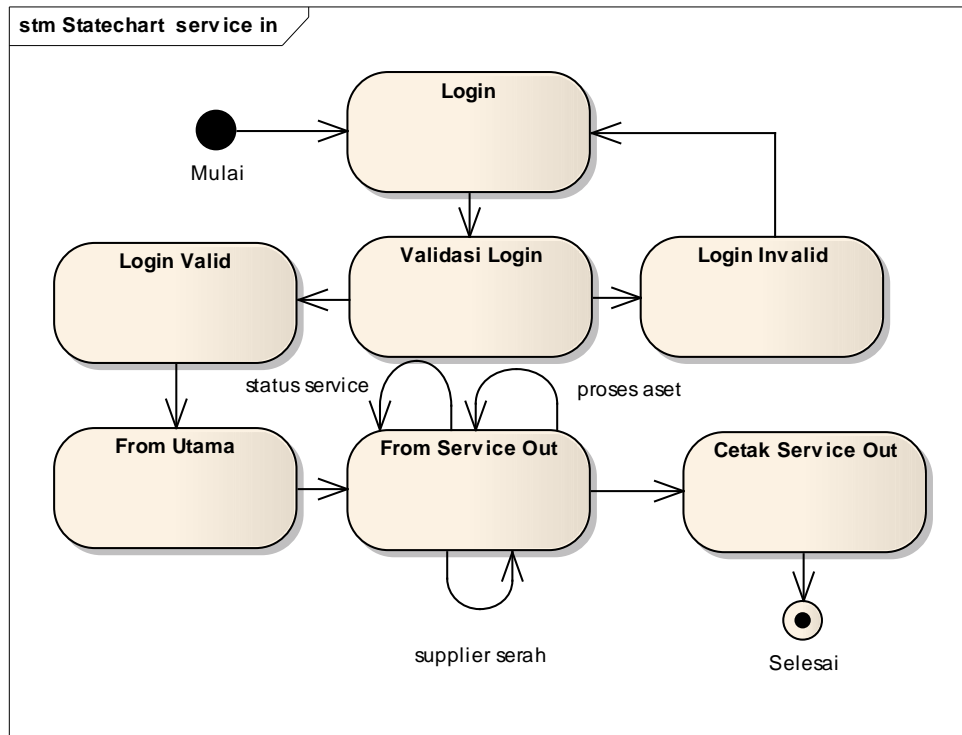 stm Statechart service in
Login
Mulai
Login Valid
Validasi Login
Login Invalid
status service
proses aset
From Utama
From Service Out
Cetak Service Out
supplier serah
Selesai